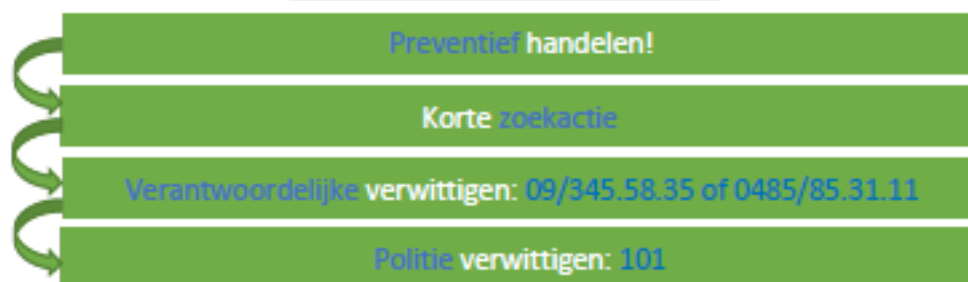 Preventief handelen!
Korte zoekactie
Verantwoordelijke verwittigen: 09/345.58.35 of 0485/85.31.11
Politie verwittigen: 101